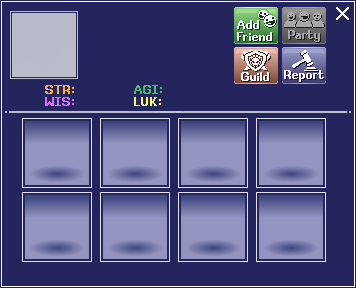 Add
Friend
Party
Guild
Report
STR:
AGI:
WIS:
LUK: